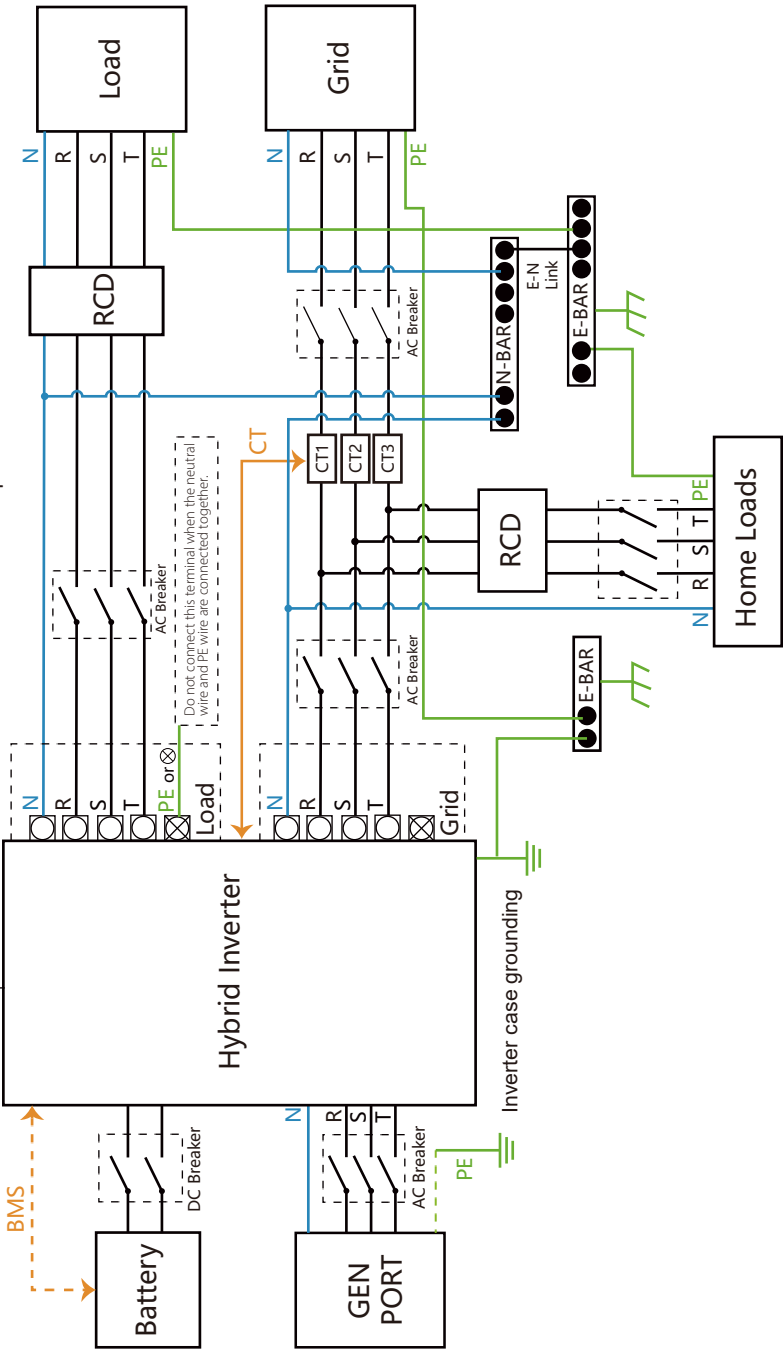 BMS
Battery
DC Breaker
GEN
PORT
N
R
S
T
AC Breaker
PE
Hybrid Inverter
Inverter case grounding
N
R
S
T
PE or
Load
Do not connect this terminal when the neutral
wire and PE wire are connected together.
AC Breaker
RCD
N
R
S
T
PE
Load
N
R
S
T
Grid
AC Breaker
CT
CT1
CT2
CT3
AC Breaker
N
R
S
T
PE
Grid
E-BAR
RCD
N
R
S
T
PE
Home Loads
N-BAR
E-N
Link
E-BAR